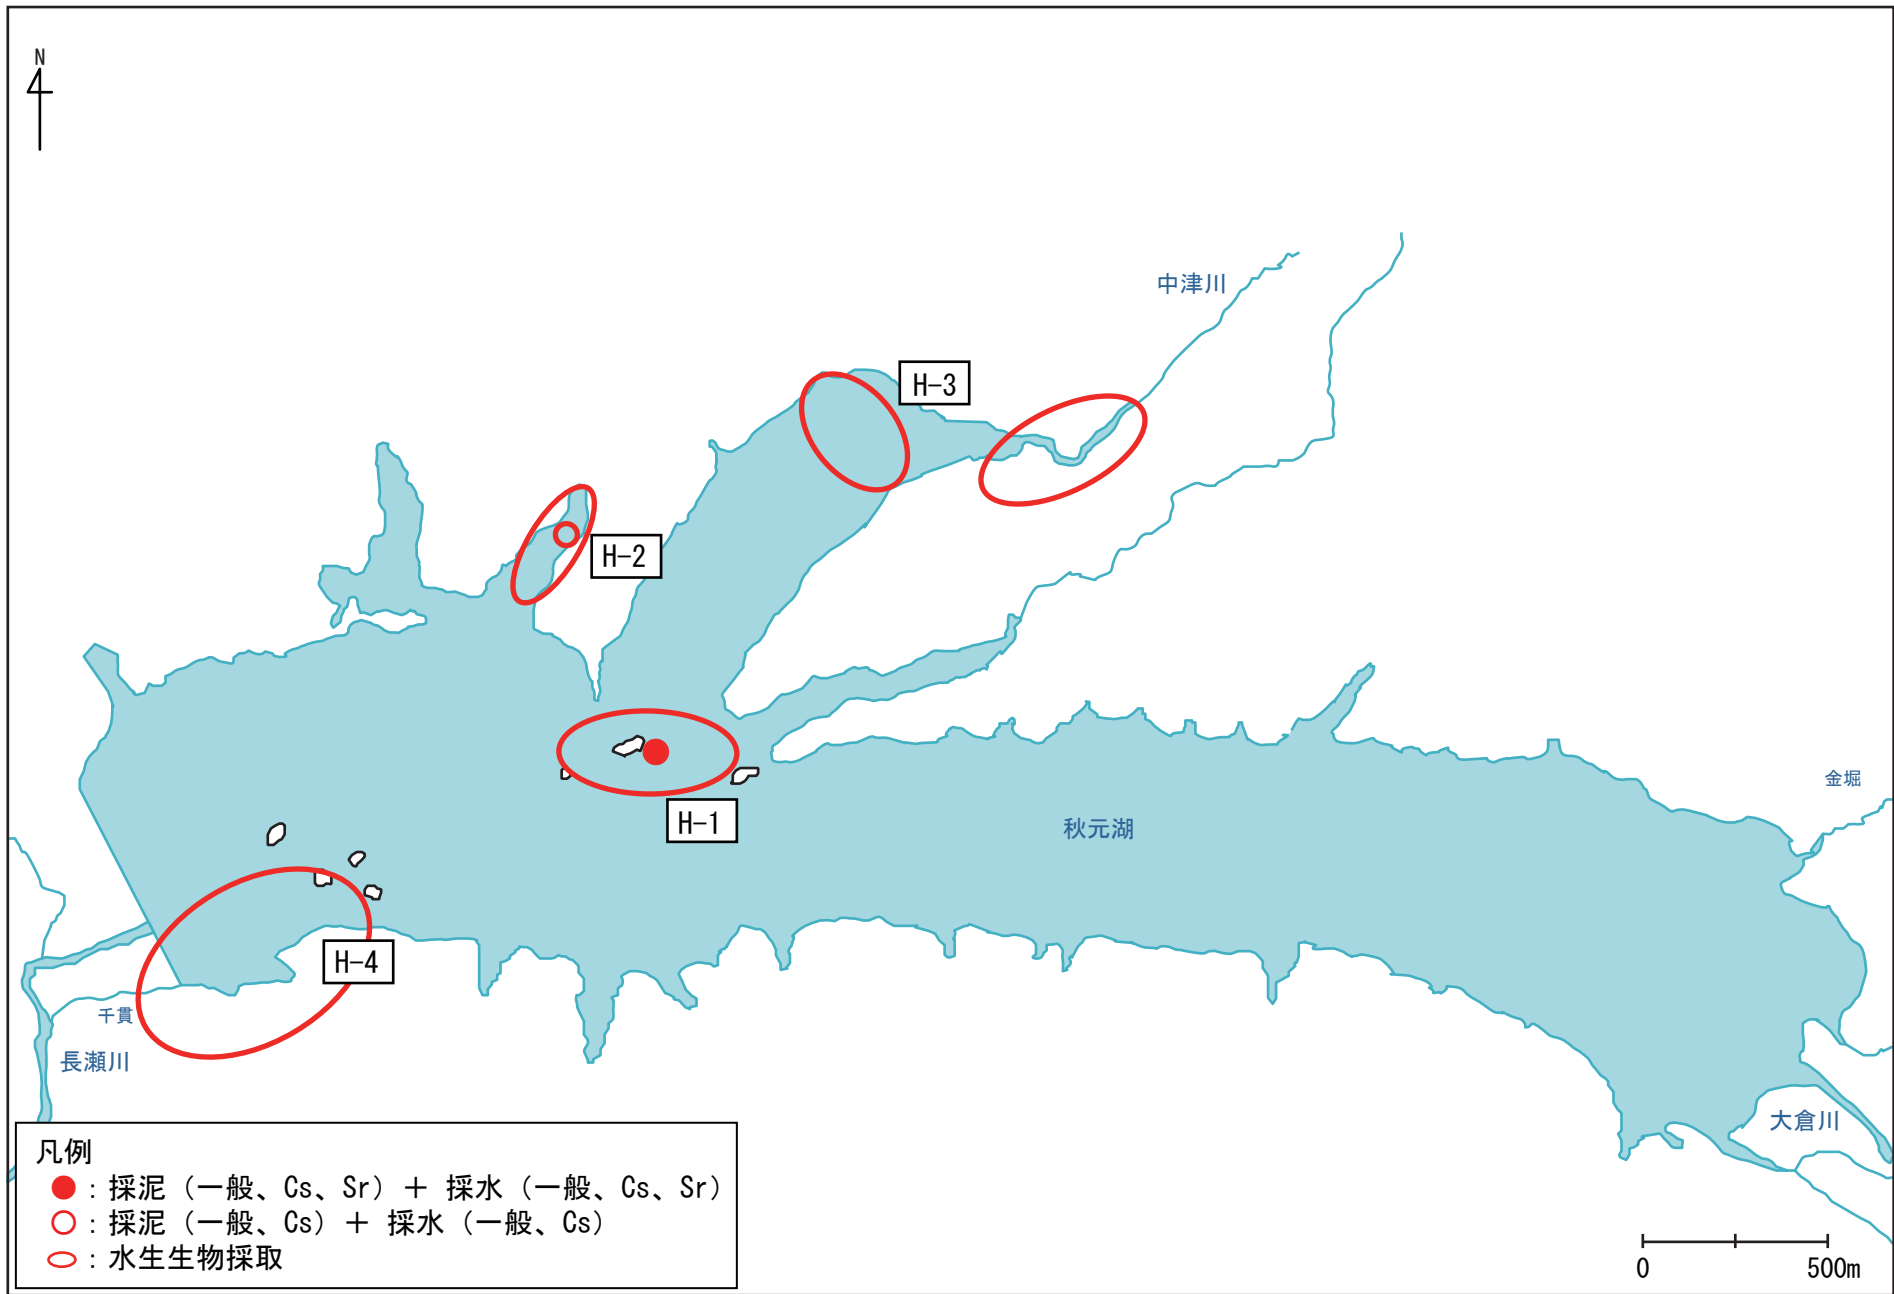 N
中津川
H-3
H-2
金堀
H-1
秋元湖
H-4
千貫
長瀬川
大倉川
凡例
: 採泥（一般、Cs、Sr）＋ 採水（一般、Cs、Sr）
: 採泥（一般、Cs）＋ 採水（一般、Cs）
: 水生生物採取
0 500m